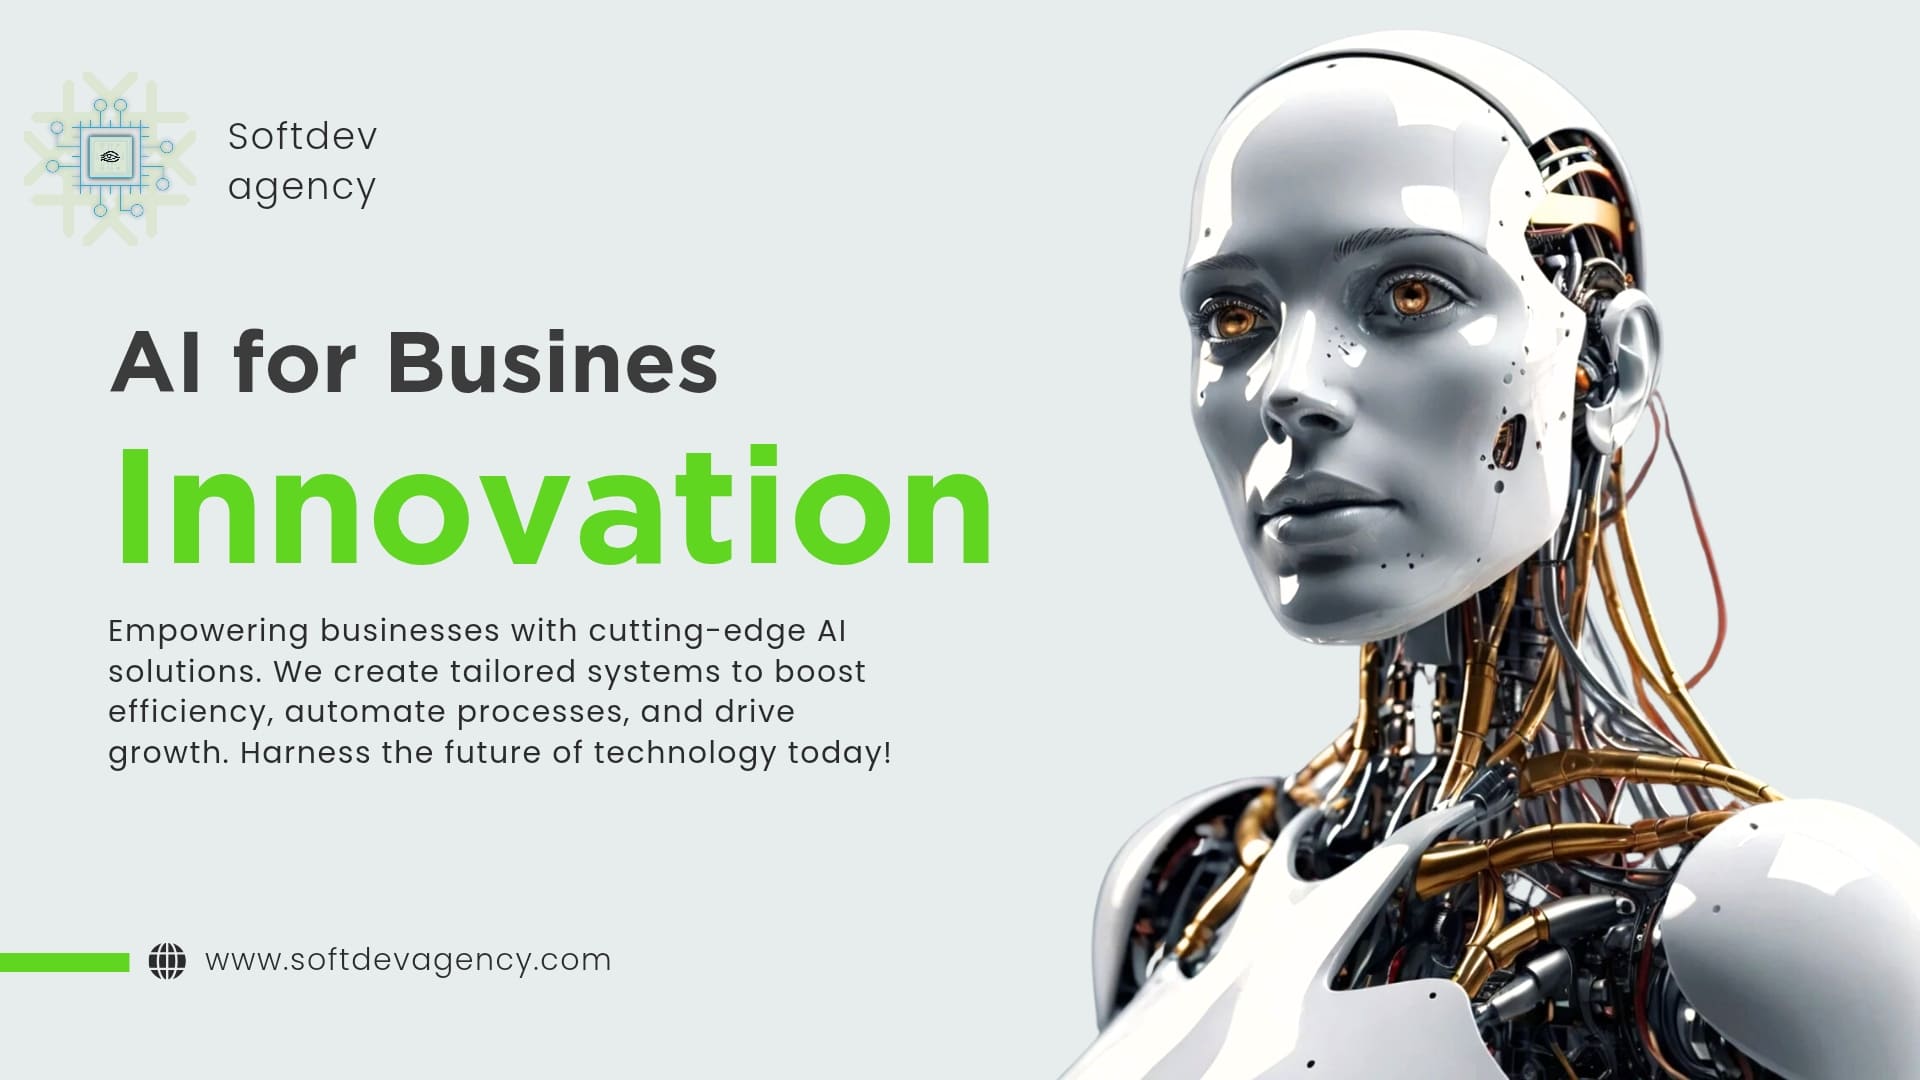 Softdev
agency
AI for Busines
Innovation
Empowering businesses with cutting-edge AI
solutions. We create tailored systems to boost
efficiency, automate processes, and drive
growth. Harness the future of technology today!
www.softdevagency.com